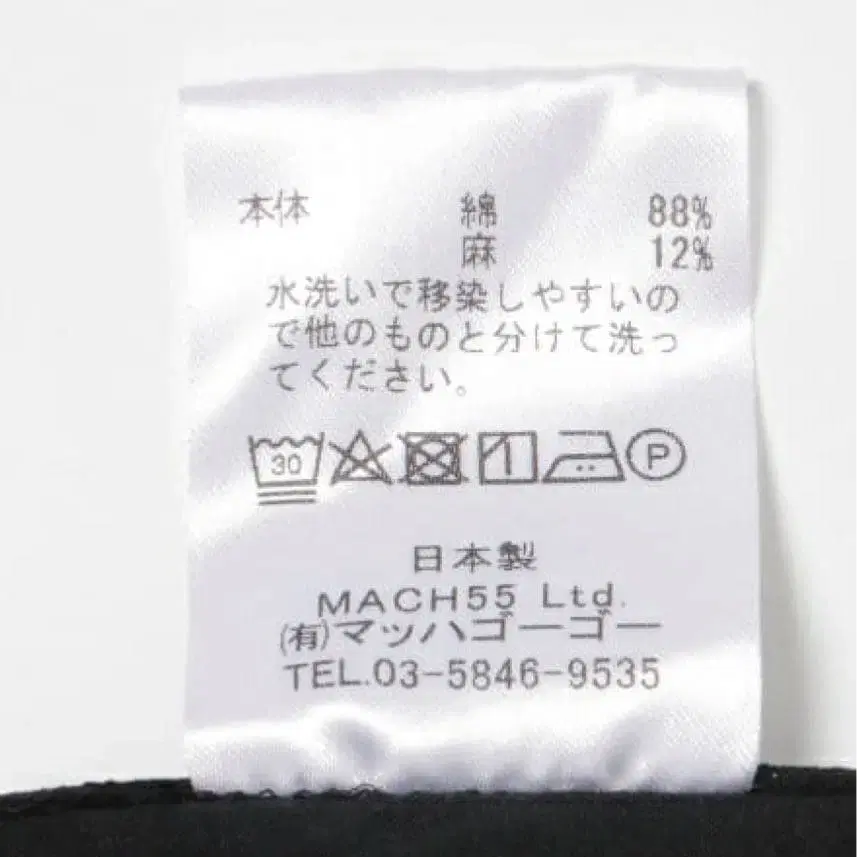 本体 綿 88%
麻 12%
水洗いで移染しやすいの
で他のものと分けて洗っ
てください。
30
P
日本製
MACH55 Ltd.
(有)マッハゴーゴー
TEL.03-5846-9535